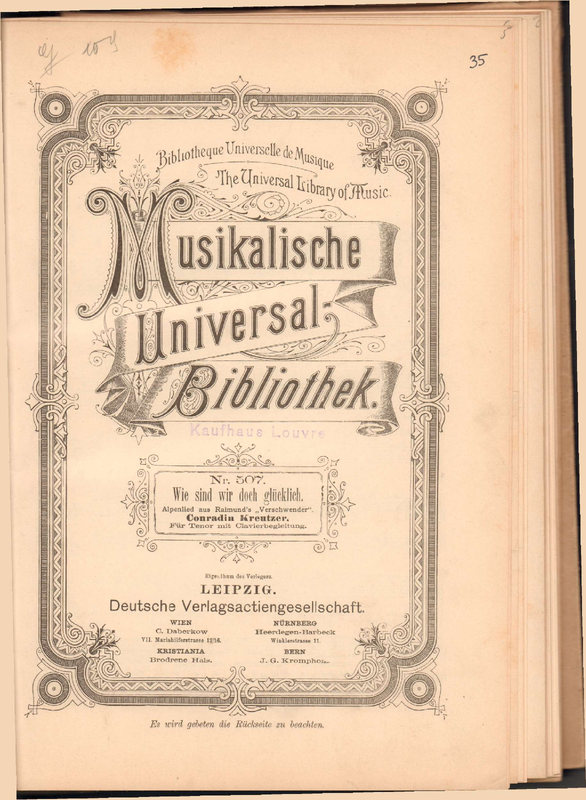 35
Bibliotheque Universelle de Musique
The Universal Library of Music.
Musikalische
Universal-
Bibliothek.
Kaufhaus Louvre
Nr. 507.
Wie sind wir doch glücklich.
Alpenlied aus Raimund's „Verschwender".
Conradin Kreutzer.
Für Tenor mit Clavierbegleitung.
Eigenthum des Verlegers.
LEIPZIG.
Deutsche Verlagsactiengesellschaft.
WIEN
C. Daberkow
VII. Mariahilferstrasse
KRISTIANIA
Brodrene Hals.
NÜRNBERG
Heerdegen-Barbeck
Winklerstrasse 11.
BERN
J. G. Krompholz.
Es wird gebeten die Rückseite zu beachten.